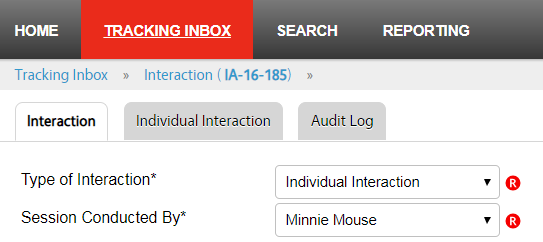 HOME TRACKING INBOX SEARCH REPORTING
Tracking Inbox » Interaction ( IA-16-185) »
Interaction Individual Interaction Audit Log
Type of Interaction* Individual Interaction ▼ R
Session Conducted By* Minnie Mouse ▼ R